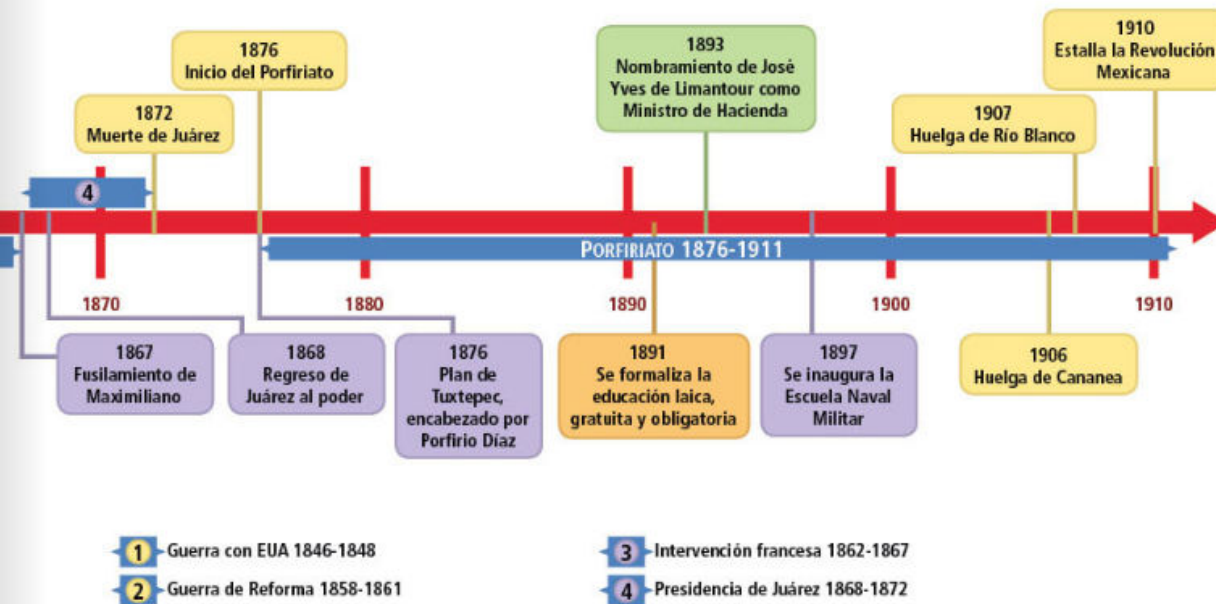 1876
Inicio del Porfiriato
1872
Muerte de Juárez
1893
Nombramiento de José
Yves de Limantour como
Ministro de Hacienda
1910
Estalla la Revolución
Mexicana
1907
Huelga de Río Blanco
4
PORFIRIATO 1876-1911
1870
1880
1890
1900
1910
1867
Fusilamiento de
Maximiliano
1868
Regreso de
Juárez al poder
1876
Plan de
Tuxtepec,
encabezado por
Porfirio Díaz
1891
Se formaliza la
educación laica,
gratuita y obligatoria
1897
Se inaugura la
Escuela Naval
Militar
1906
Huelga de Cananea
1 Guerra con EUA 1846-1848
2 Guerra de Reforma 1858-1861
3 Intervención francesa 1862-1867
4 Presidencia de Juárez 1868-1872